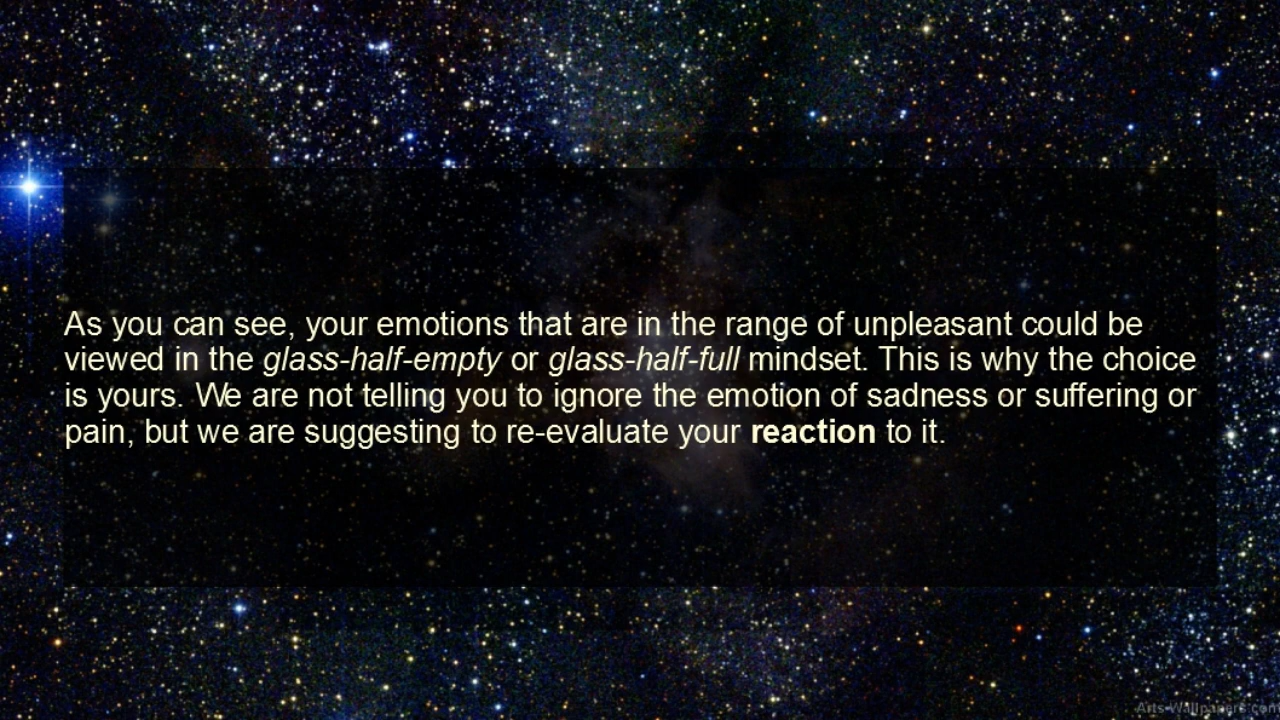 As you can see, your emotions that are in the range of unpleasant could be
viewed in the glass-half-empty or glass-half-full mindset. This is why the choice
is yours. We are not telling you to ignore the emotion of sadness or suffering or
pain, but we are suggesting to re-evaluate your reaction to it.
Arts-Wallpapers.com